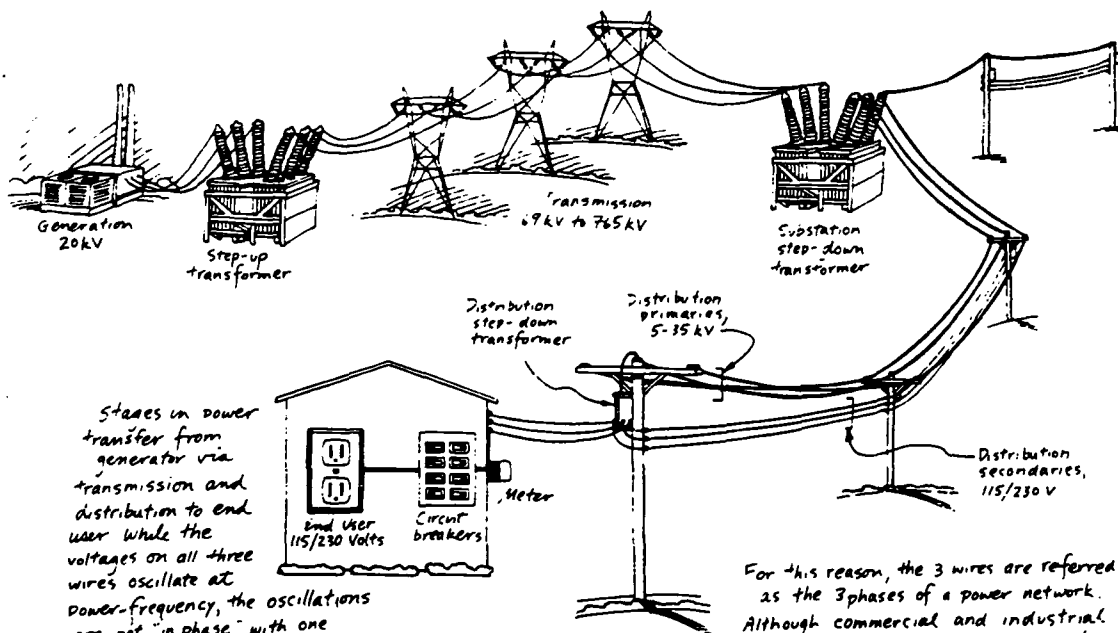 Generation
20kV
Step-up
transformer
Transmission
69 kV to 765 kV
Substation
step-down
transformer
Distribution
step-down
transformer
Distribution
primaries,
5-35 kV
Distribution
secondaries,
115/230 V
End User
115/230 Volts
Circuit
breakers
Meter
Stages in power
transfer from
generator via
transmission and
distribution to end
user while the
voltages on all three
wires oscillate at
power-frequency, the oscillations
are not "in phase" with one
For this reason, the 3 wires are referred
as the 3 phases of a power network.
Although commercial and industrial